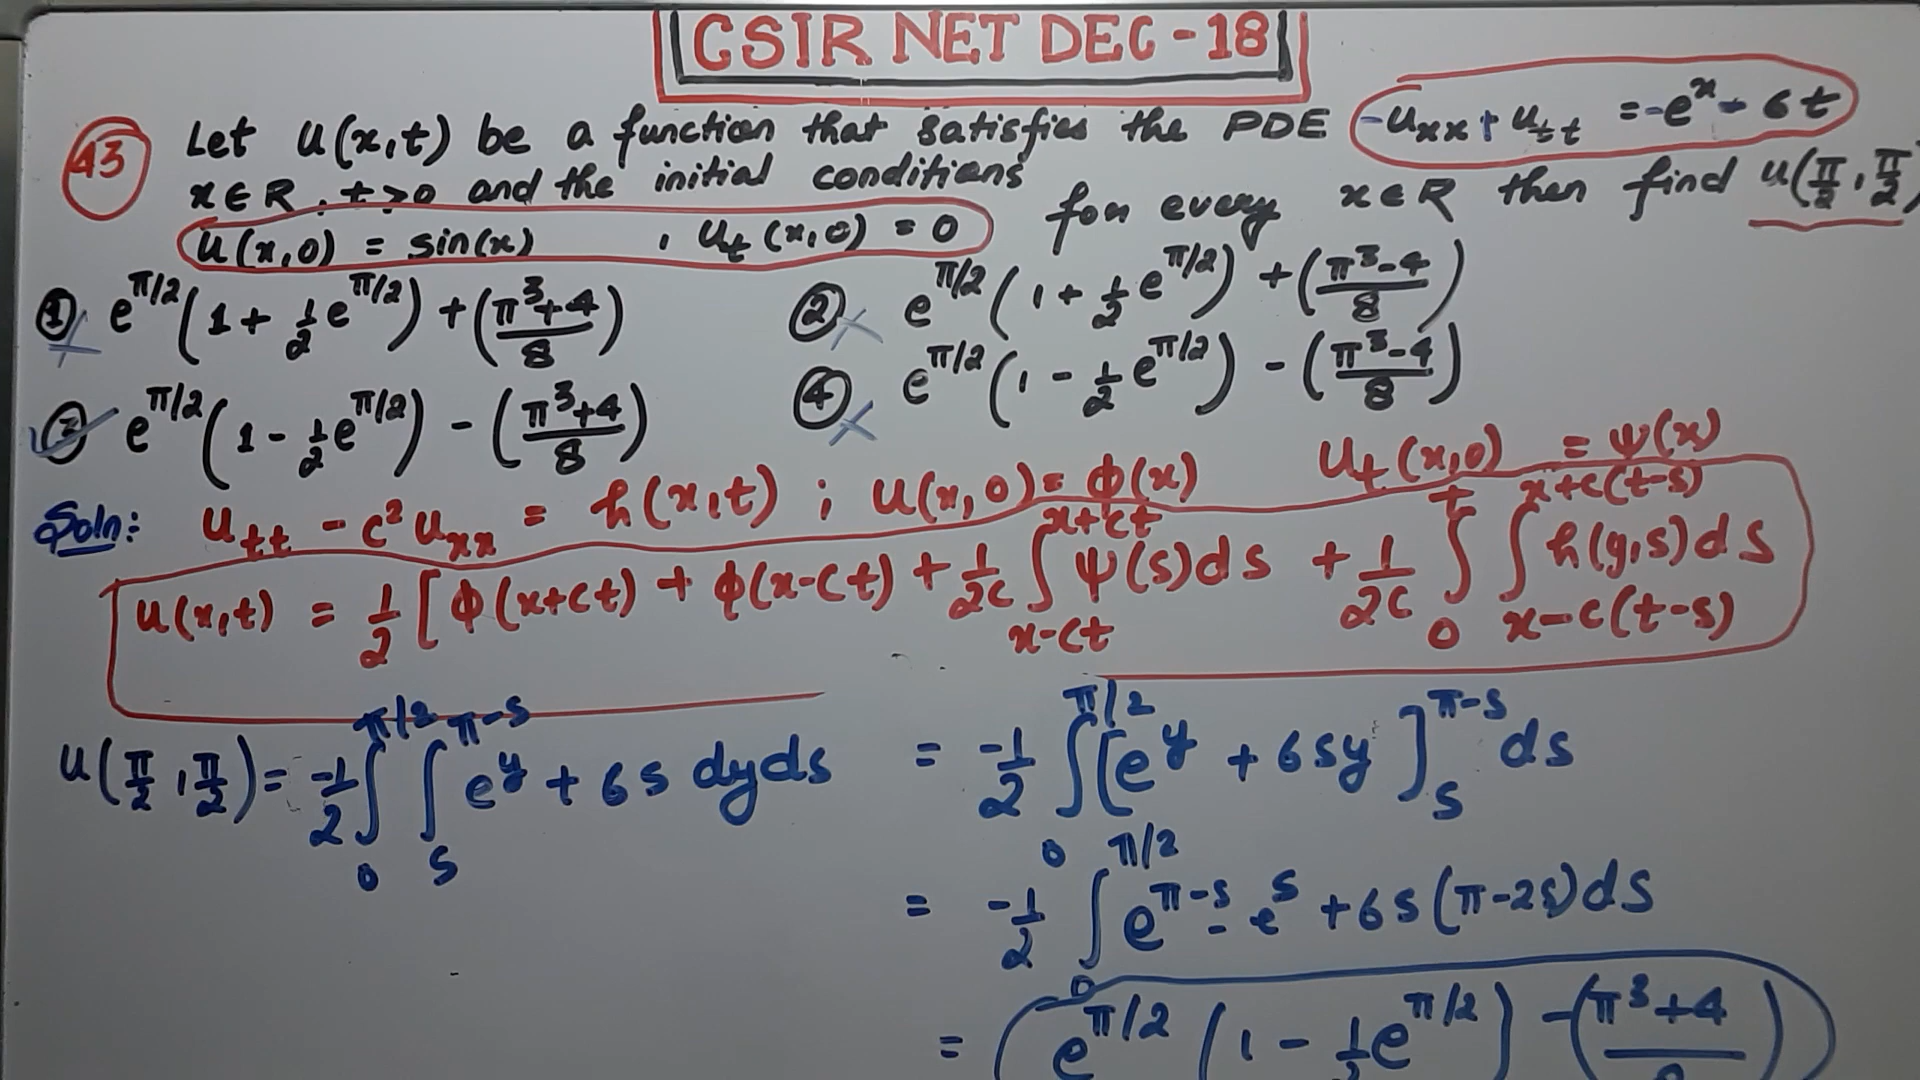 CSIR NET DEC - 18
43 Let u(x,t) be a function that satisfies the PDE -uxx + utt = -e^x - 6t
x∈R, t>0 and the initial conditions
u(x,0) = sin(x) , ut(x,0) = 0 for every x∈R then find u(π/2, π/2)
① e^π/2 (1 + 1/2 e^π/2) + (π³+4/8) ② e^π/2 (1 + 1/2 e^π/2) + (π³-4/8)
③ e^π/2 (1 - 1/2 e^π/2) - (π³+4/8) ④ e^π/2 (1 - 1/2 e^π/2) - (π³-4/8)
Soln: utt - c² uxx = h(x,t) ; u(x,0) = φ(x) ut(x,0) = ψ(x)
u(x,t) = 1/2 [φ(x+ct) + φ(x-ct) + 1/2c ∫_{x-ct}^{x+ct} ψ(s)ds + 1/2c ∫_0^t ∫_{x-c(t-s)}^{x+c(t-s)} h(y,s)ds
u(π/2, π/2) = -1/2 ∫_0^{π/2} ∫_s^{π-s} e^y + 6s dyds = -1/2 ∫_0^{π/2} [e^y + 6sy]_s^{π-s} ds
= -1/2 ∫_0^{π/2} e^{π-s} - e^s + 6s(π-2s)ds
= e^π/2 (1 - 1/2 e^π/2) - (π³+4/8)